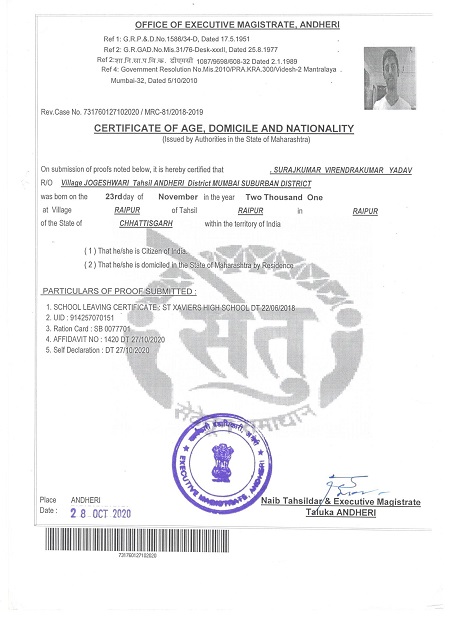 OFFICE OF EXECUTIVE MAGISTRATE, ANDHERI
Ref 1: G.R.P.&D.No.1586/34-D, Dated 17.5.1951
Ref 2: G.R.GAD.No.Mis.31/76-Desk-xxxII, Dated 25.8.1977
Ref 2:शा.नि.सा.प.वि.क्र. डीएमसी 1087/9698/608-32 Dated 2.1.1989
Ref 4: Government Resolution No.Mis.2010/PRA.KRA.300/Videsh-2 Mantralaya .
Mumbai-32, Dated 5/10/2010
Rev.Case No. 731760127102020 / MRC-81/2018-2019
CERTIFICATE OF AGE, DOMICILE AND NATIONALITY
(Issued by Authorities in the State of Maharashtra)
On submission of proofs noted below, it is hereby certified that , SURAJKUMAR VIRENDRAKUMAR YADAV
R/O Village JOGESHWARI Tahsil ANDHERI District MUMBAI SUBURBAN DISTRICT
was born on the 23rd day of November in the year Two Thousand One
at Village RAIPUR of Tahsil RAIPUR in RAIPUR
of the State of CHHATTISGARH within the territory of India
( 1 ) That he/she is Citizen of India.
( 2 ) That he/she is domiciled in the State of Maharashtra by Residence
PARTICULARS OF PROOF SUBMITTED :
1. SCHOOL LEAVING CERTIFICATE : ST XAVIERS HIGH SCHOOL DT 22/06/2018
2. UID : 914257070151
3. Ration Card : SB 0077701
4. AFFIDAVIT NO : 1420 DT 27/10/2020
5. Self Declaration : DT 27/10/2020
सेतु
कार्यकारी दंडाधिकारी, अंधेरी
EXECUTIVE MAGISTRATE, ANDHERI
Place ANDHERI
Date : 28 OCT 2020
Naib Tahsildar & Executive Magistrate
Taluka ANDHERI
731760127102020